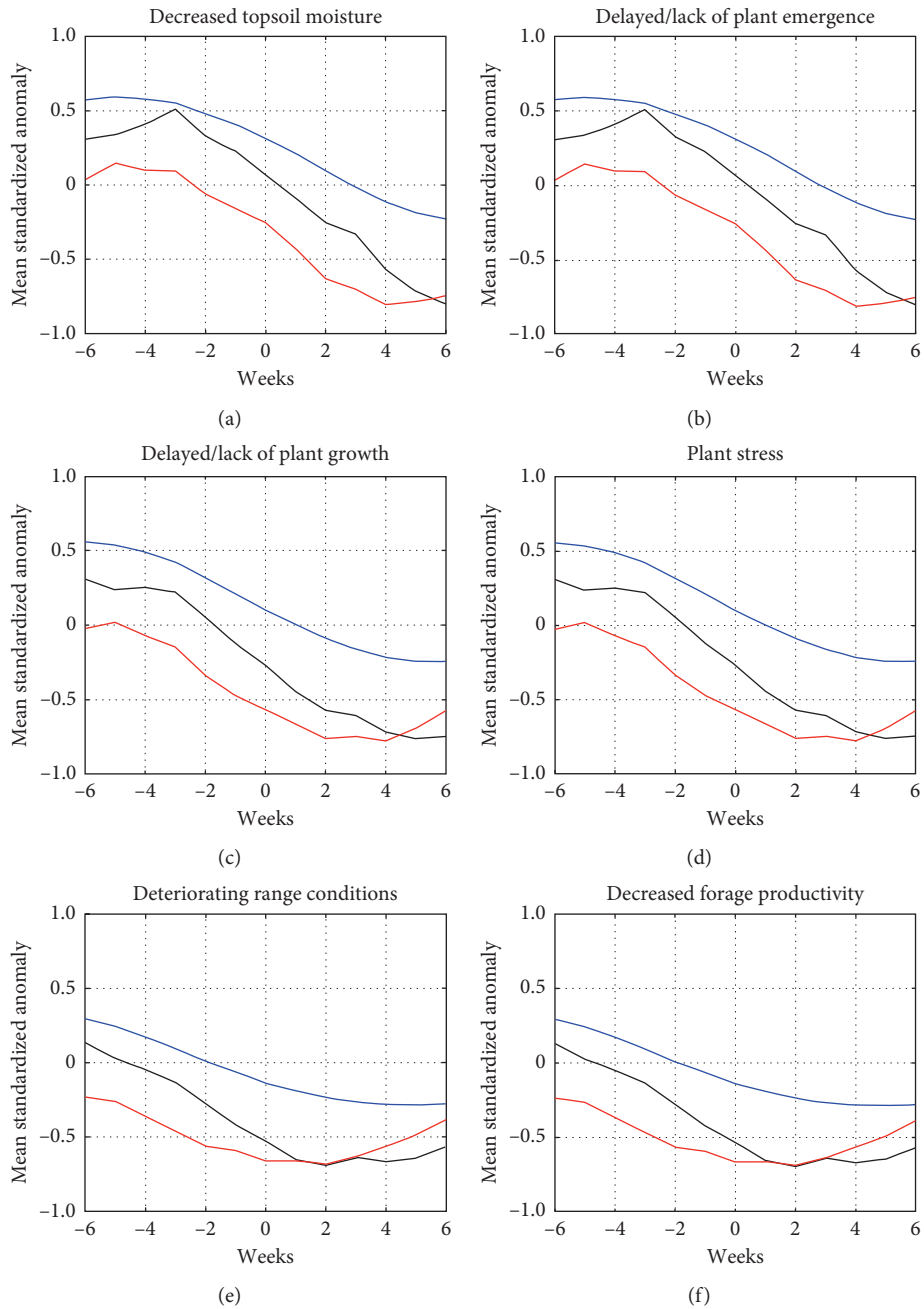 Decreased topsoil moisture
1.0
0.5
0
–0.5
–1.0
Mean standardized anomaly
–6 –4 –2 0 2 4 6
Weeks
(a)
Delayed/lack of plant emergence
1.0
0.5
0
–0.5
–1.0
Mean standardized anomaly
–6 –4 –2 0 2 4 6
Weeks
(b)
Delayed/lack of plant growth
1.0
0.5
0
–0.5
–1.0
Mean standardized anomaly
–6 –4 –2 0 2 4 6
Weeks
(c)
Plant stress
1.0
0.5
0
–0.5
–1.0
Mean standardized anomaly
–6 –4 –2 0 2 4 6
Weeks
(d)
Deteriorating range conditions
1.0
0.5
0
–0.5
–1.0
Mean standardized anomaly
–6 –4 –2 0 2 4 6
Weeks
(e)
Decreased forage productivity
1.0
0.5
0
–0.5
–1.0
Mean standardized anomaly
–6 –4 –2 0 2 4 6
Weeks
(f)